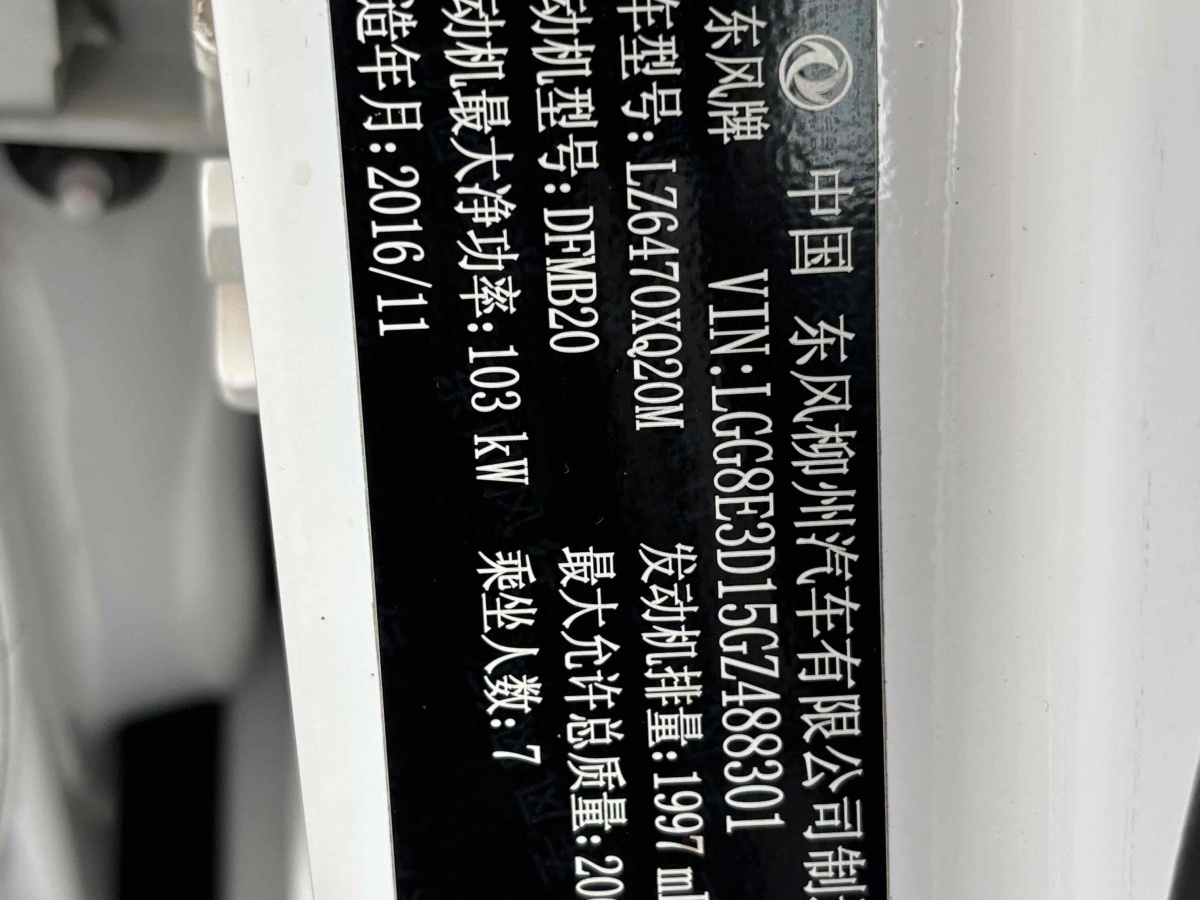 中国 东风柳州汽车有限公司制
东风牌 VIN:LGG8E3D15GZ488301
车型号:LZ6470XQ20M 发动机排量:1997 ml
动机型号:DFMB20 最大允许总质量:20
动机最大净功率:103 kW 乘坐人数:7
造年月:2016/11